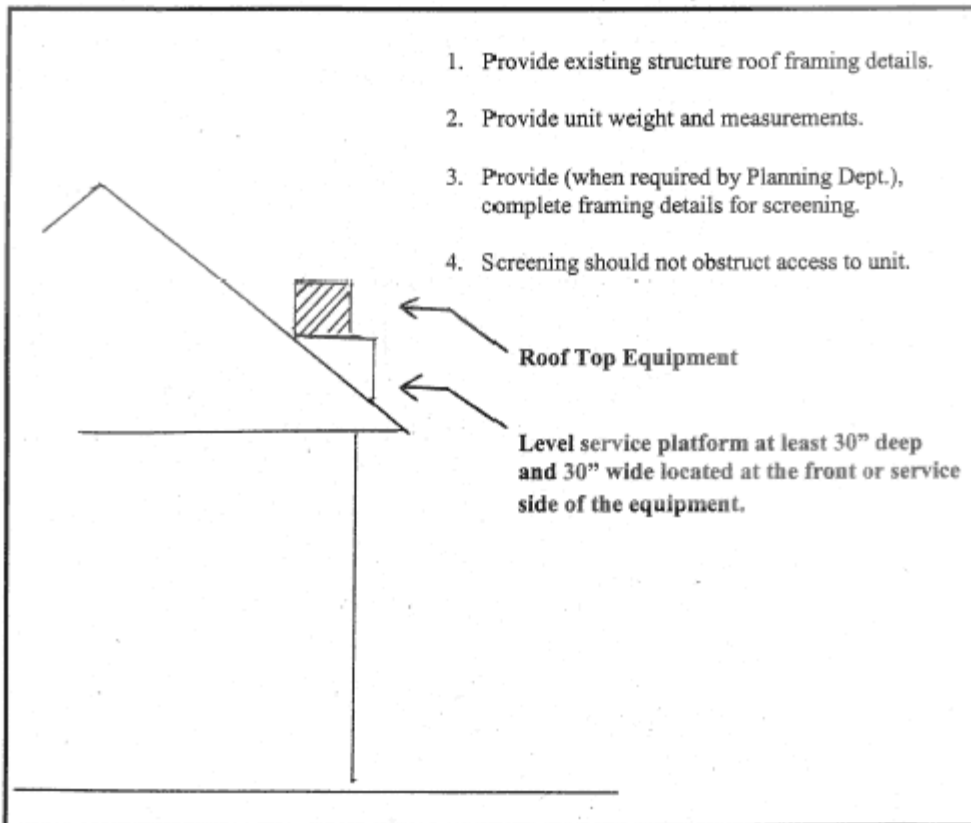 1. Provide existing structure roof framing details.
2. Provide unit weight and measurements.
3. Provide (when required by Planning Dept.),
complete framing details for screening.
4. Screening should not obstruct access to unit.
Roof Top Equipment
Level service platform at least 30” deep
and 30” wide located at the front or service
side of the equipment.